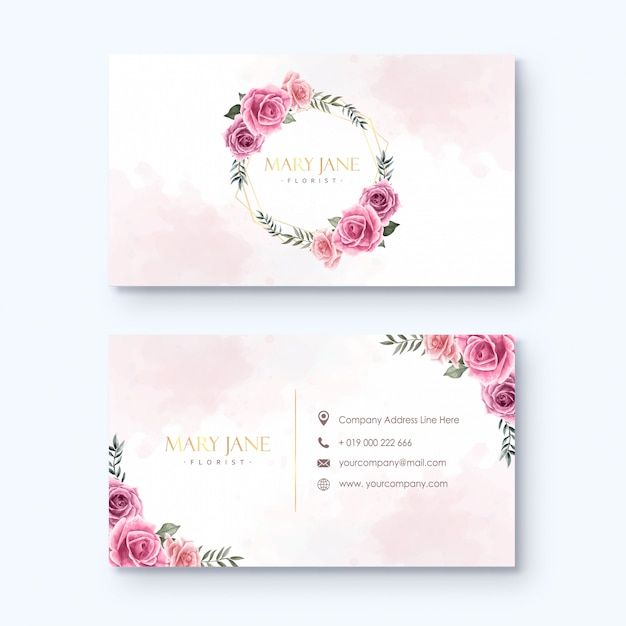 MARY JANE
- FLORIST -
MARY JANE
- FLORIST -
Company Address Line Here
+ 019 000 222 666
yourcompany@mail.com
www. yourcompany.com